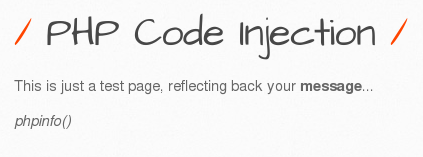 / PHP Code Injection /
This is just a test page, reflecting back your message...
phpinfo()